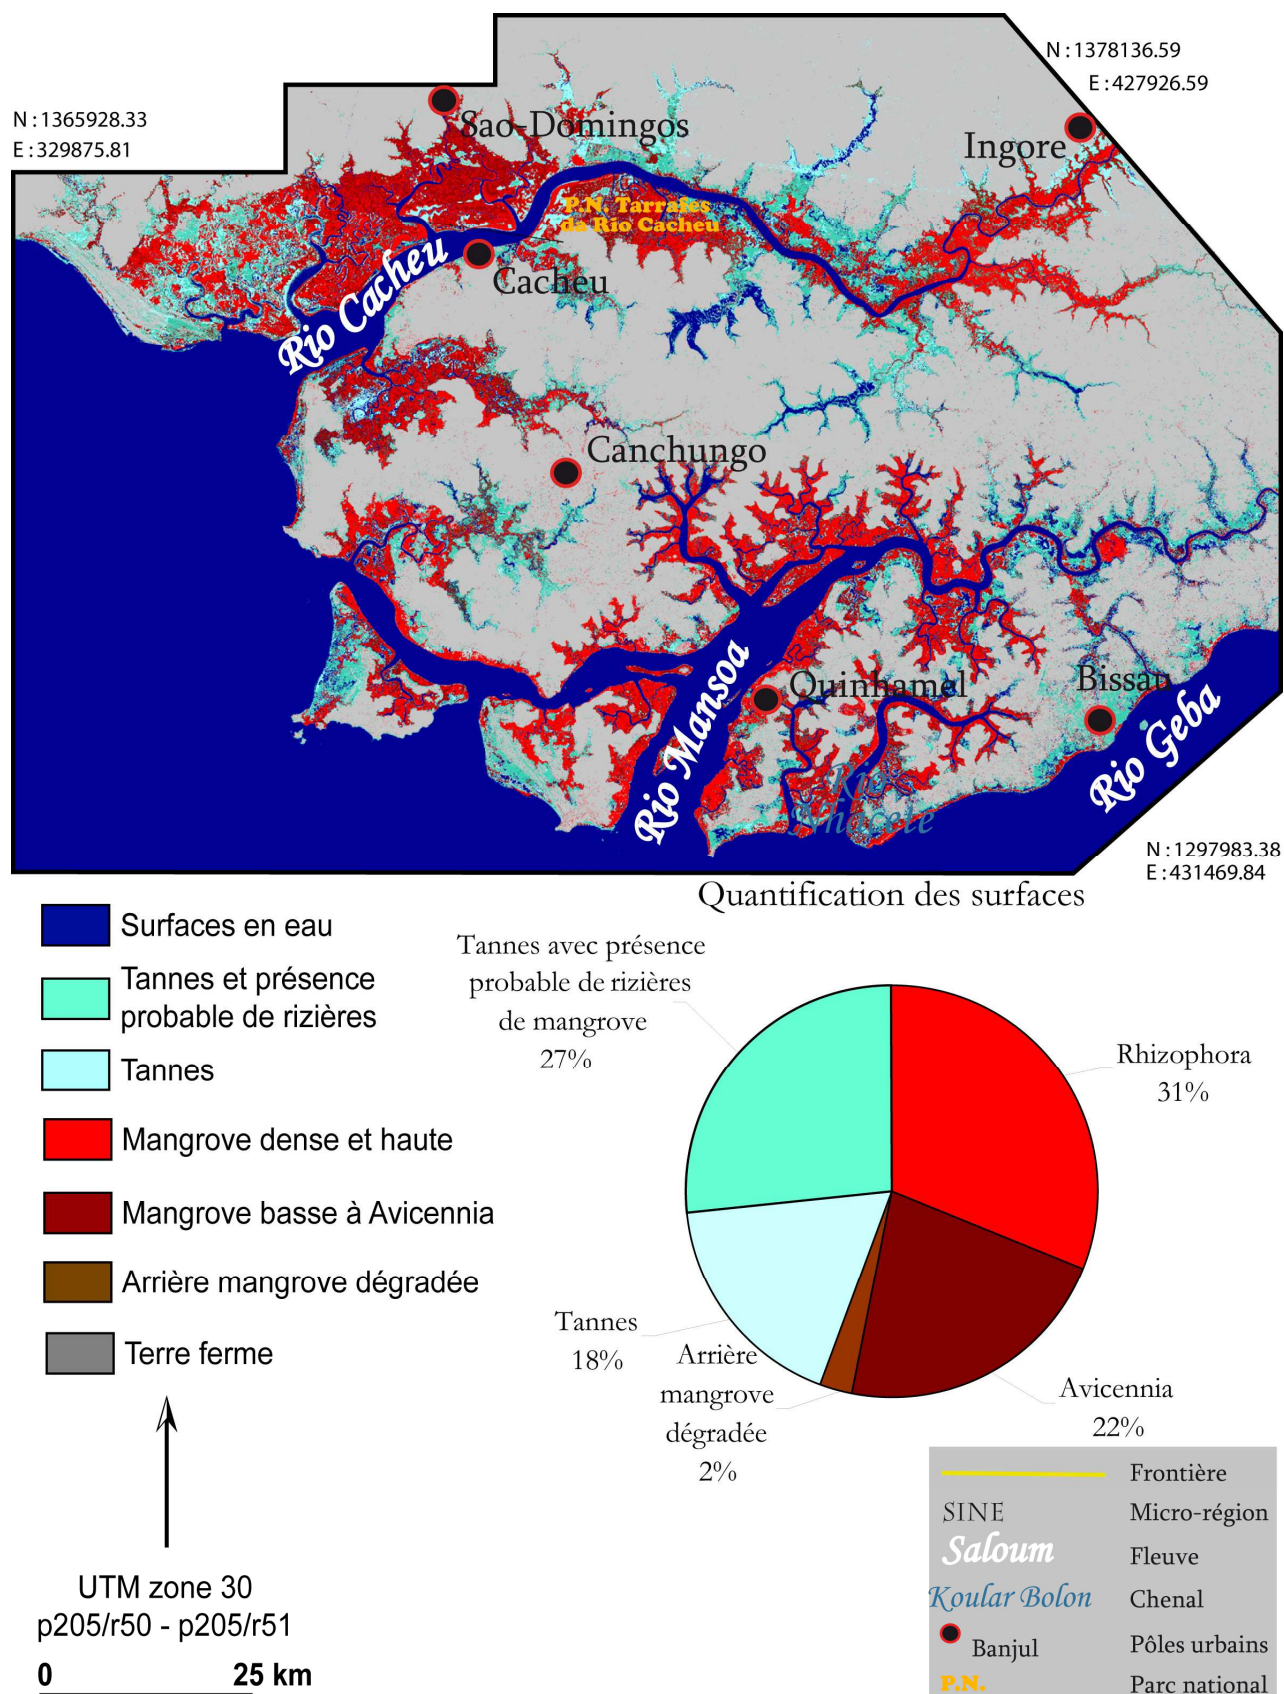 N : 1378136.59
E : 427926.59
N : 1365928.33
E : 329875.81
Sao-Domingos
Ingore
P.N. Tarrafes
da Rio Cacheu
Rio Cacheu
Cacheu
Canchungo
Rio Mansoa
Quinhamel
Bissau
Rio Geba
Rio
Nhacete
N : 1297983.38
E : 431469.84
Quantification des surfaces
Surfaces en eau
Tannes et présence
probable de rizières
Tannes
Mangrove dense et haute
Mangrove basse à Avicennia
Arrière mangrove dégradée
Terre ferme
Tannes avec présence
probable de rizières
de mangrove
27%
Rhizophora
31%
Tannes
18%
Arrière
mangrove
dégradée
2%
Avicennia
22%
UTM zone 30
p205/r50 - p205/r51
0 25 km
Frontière
SINE Micro-région
Saloum Fleuve
Koular Bolon Chenal
Banjul Pôles urbains
P.N. Parc national